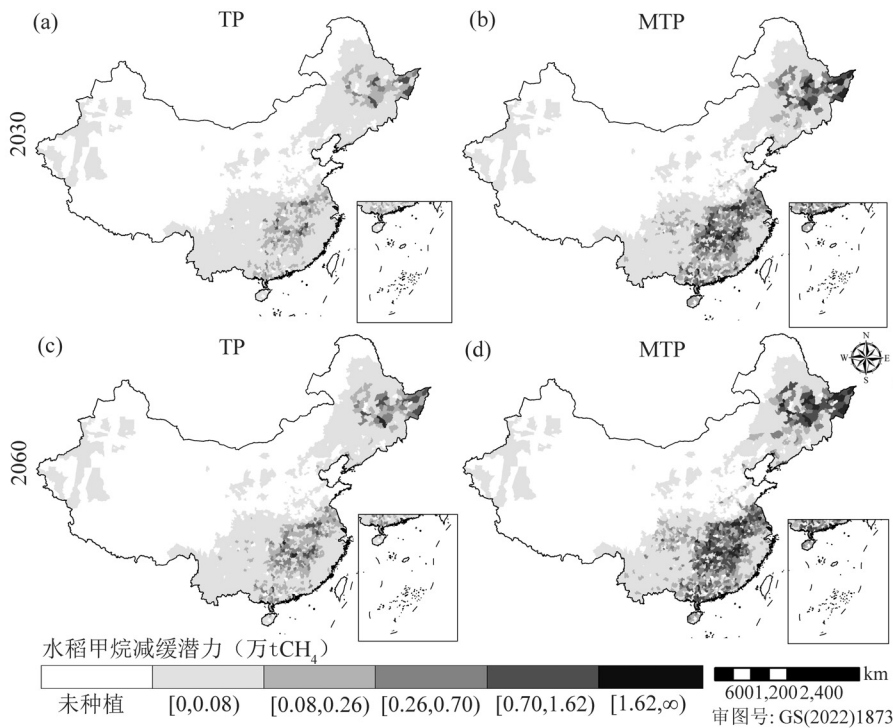 (a) TP
(b) MTP
2030
(c) TP
(d) MTP
N
W E
S
2060
水稻甲烷减缓潜力（万tCH₄）
未种植 [0,0.08) [0.08,0.26) [0.26,0.70) [0.70,1.62) [1.62,∞)
km
6001,2002,400
审图号: GS(2022)1873